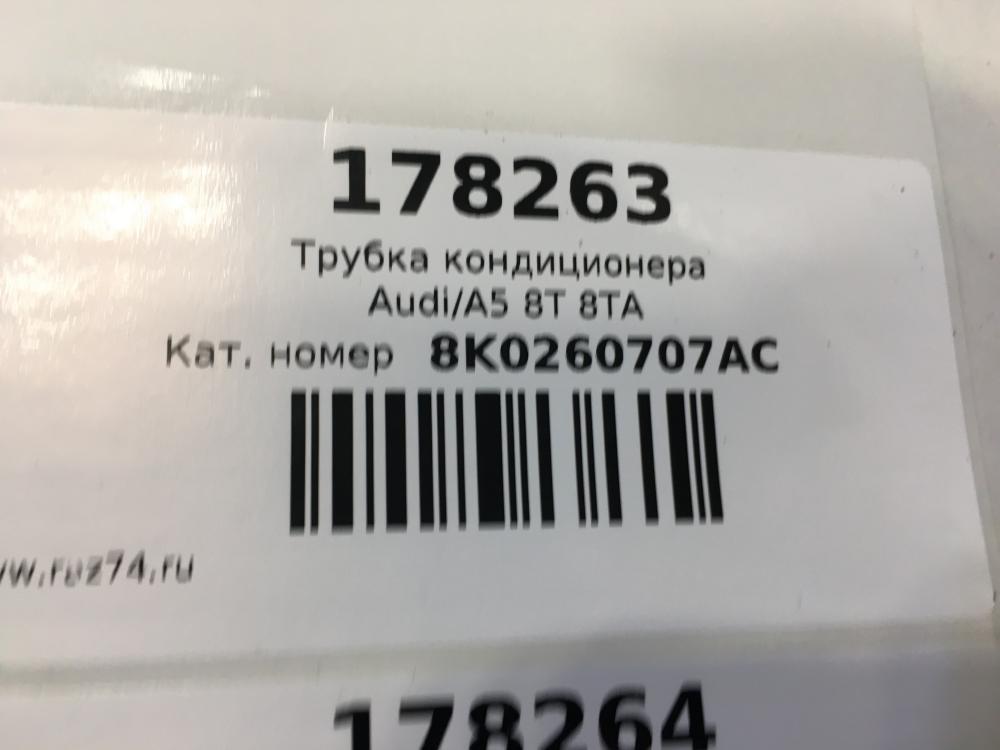 178263
Трубка кондиционера
Audi/A5 8T 8TA
Кат. номер 8K0260707AC
178264